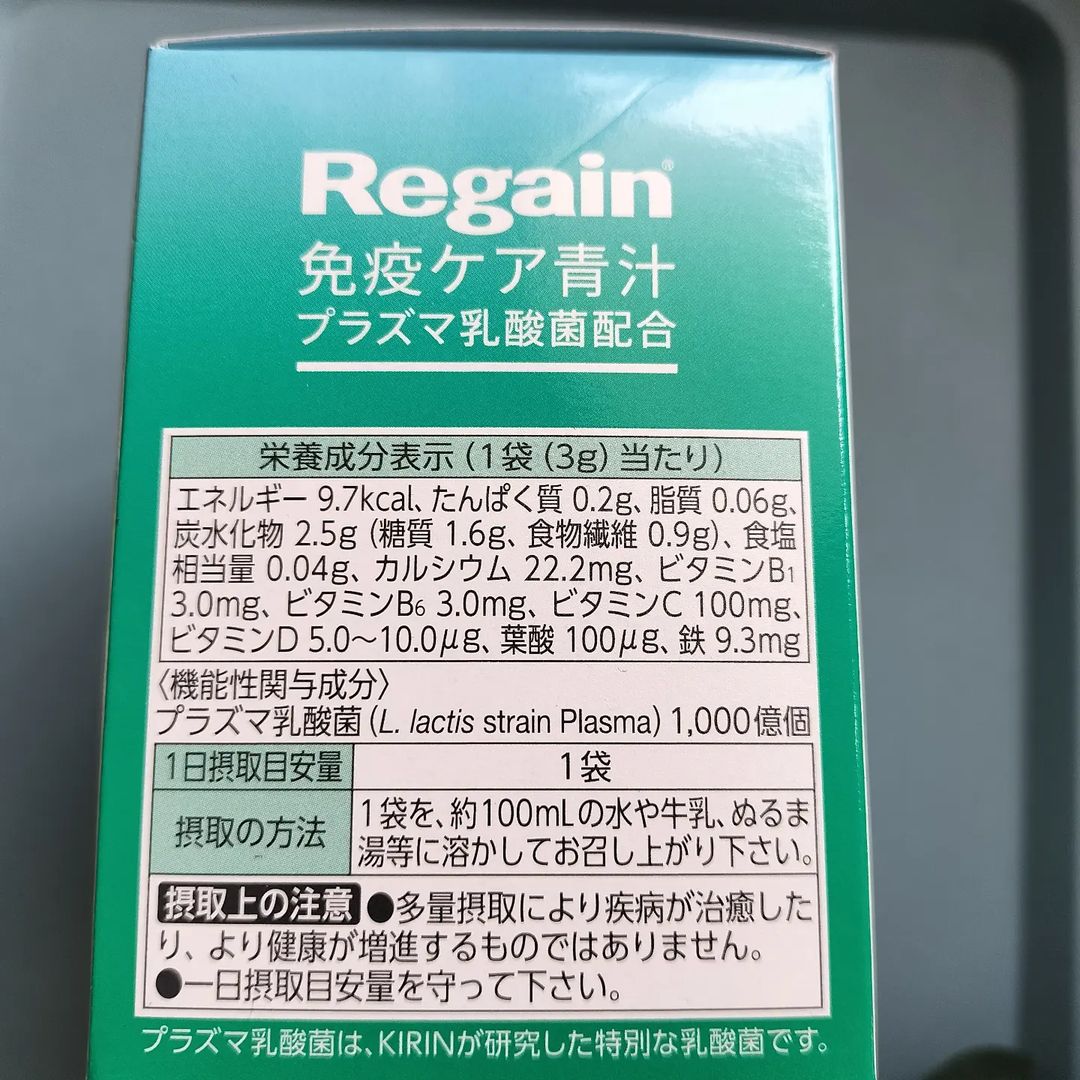 Regain®
免疫ケア青汁
プラズマ乳酸菌配合
栄養成分表示(1袋(3g)当たり)
エネルギー 9.7kcal、たんぱく質 0.2g、脂質 0.06g、
炭水化物 2.5g (糖質 1.6g、食物繊維 0.9g)、食塩
相当量 0.04g、カルシウム 22.2mg、ビタミンB1
3.0mg、ビタミンB6 3.0mg、ビタミンC 100mg、
ビタミンD 5.0〜10.0μg、葉酸 100μg、鉄 9.3mg
〈機能性関与成分〉
プラズマ乳酸菌(L. lactis strain Plasma) 1,000億個
1日摂取目安量 1袋
摂取の方法
1袋を、約100mLの水や牛乳、ぬるま
湯等に溶かしてお召し上がり下さい。
摂取上の注意 ●多量摂取により疾病が治癒した
り、より健康が増進するものではありません。
●一日摂取目安量を守って下さい。
プラズマ乳酸菌は、KIRINが研究した特別な乳酸菌です。